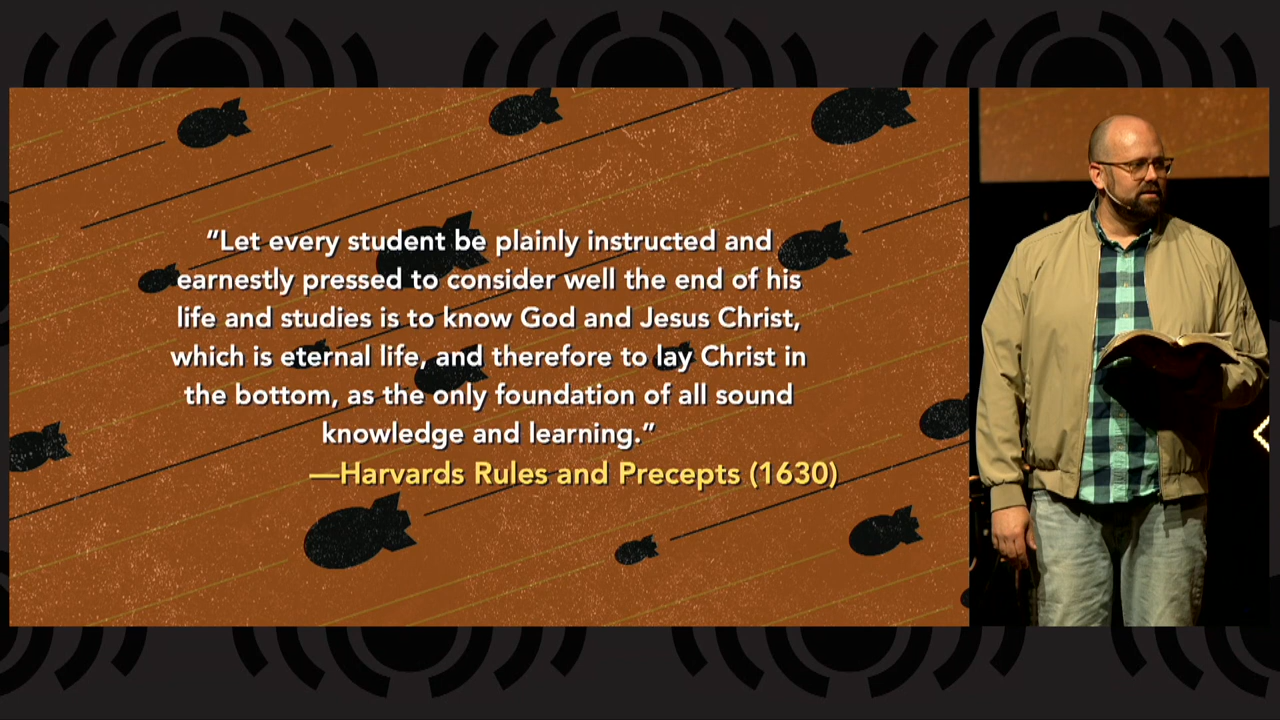 “Let every student be plainly instructed and
earnestly pressed to consider well the end of his
life and studies is to know God and Jesus Christ,
which is eternal life, and therefore to lay Christ in
the bottom, as the only foundation of all sound
knowledge and learning.”
—Harvards Rules and Precepts (1630)